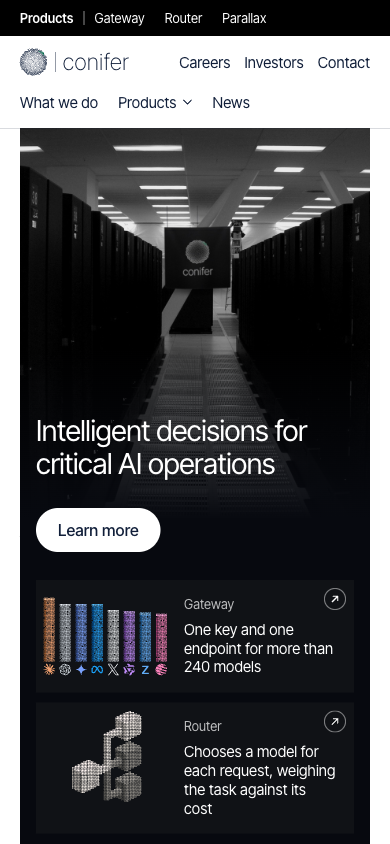 Products | Gateway Router Parallax
conifer
Careers Investors Contact
What we do Products News
conifer
Intelligent decisions for
critical AI operations
Learn more
Gateway
One key and one
endpoint for more than
240 models
Router
Chooses a model for
each request, weighing
the task against its
cost